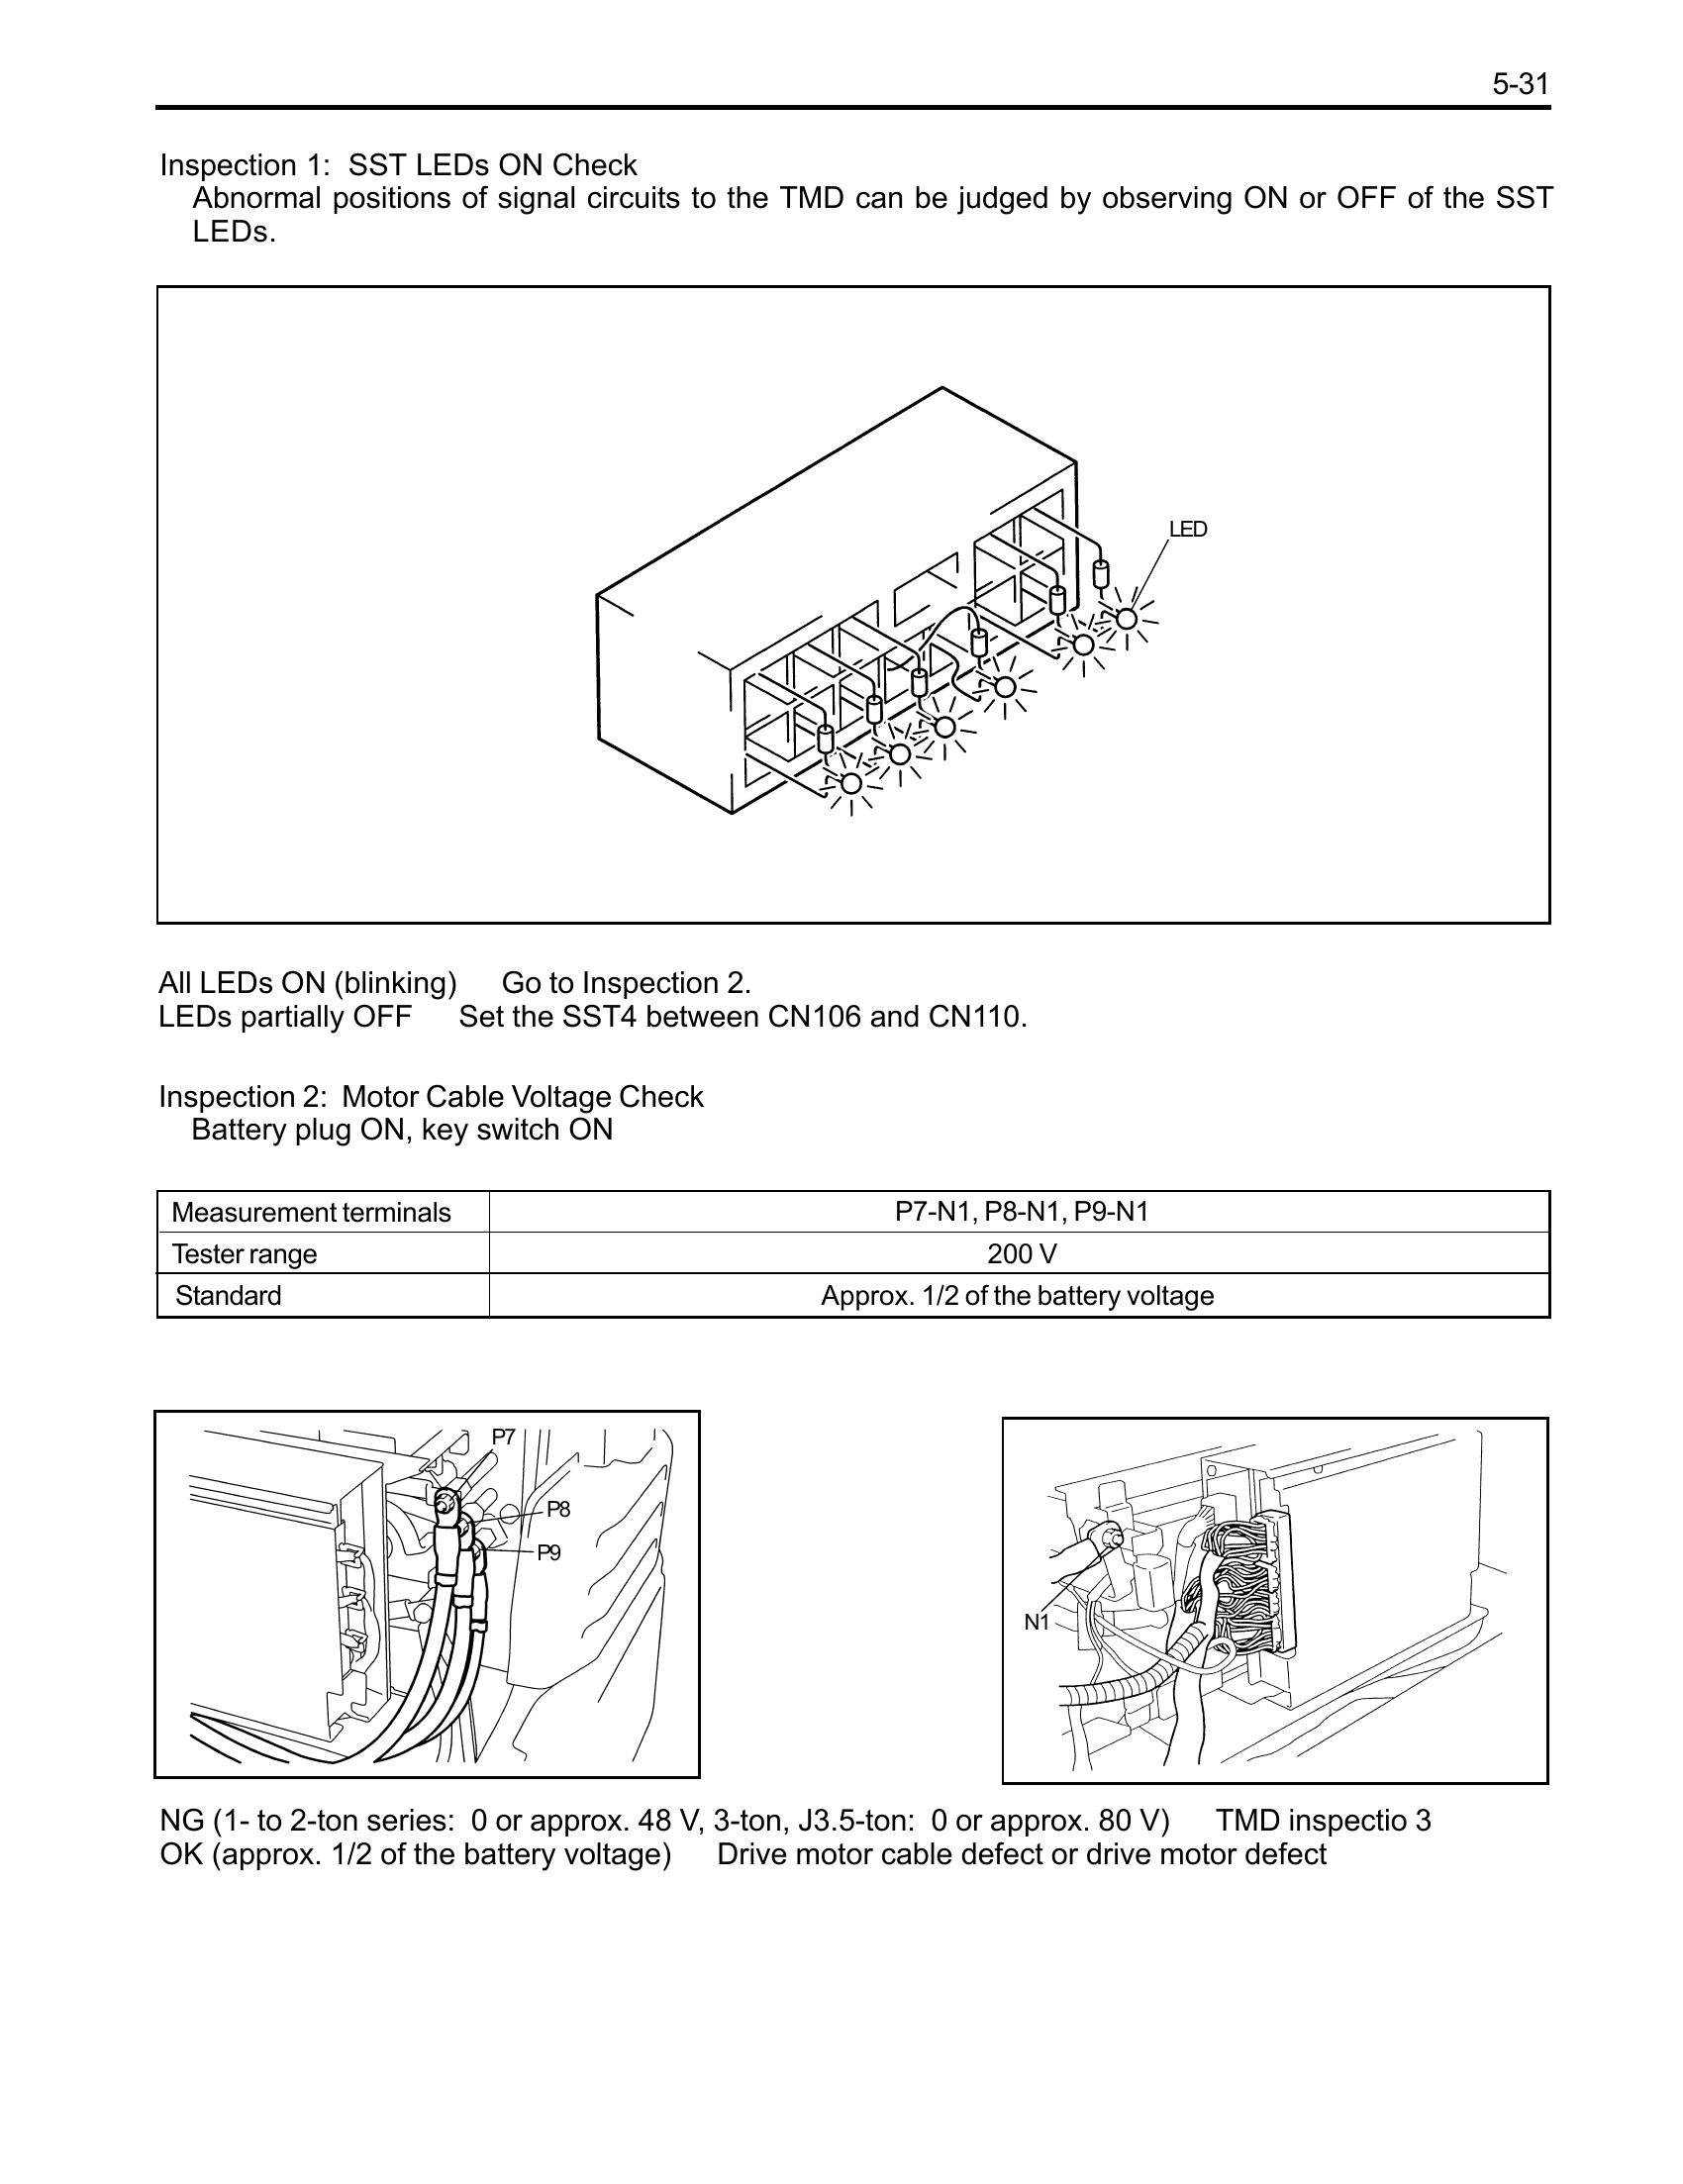 5-31
Inspection 1:  SST LEDs ON Check
Abnormal positions of signal circuits to the TMD can be judged by observing ON or OFF of the SST
LEDs.
LED
All LEDs ON (blinking)     Go to Inspection 2.
LEDs partially OFF     Set the SST4 between CN106 and CN110.
Inspection 2:  Motor Cable Voltage Check
Battery plug ON, key switch ON
Measurement terminals     P7-N1, P8-N1, P9-N1
Tester range     200 V
Standard     Approx. 1/2 of the battery voltage
P7
P8
P9
N1
NG (1- to 2-ton series:  0 or approx. 48 V, 3-ton, J3.5-ton:  0 or approx. 80 V)     TMD inspectio 3
OK (approx. 1/2 of the battery voltage)     Drive motor cable defect or drive motor defect